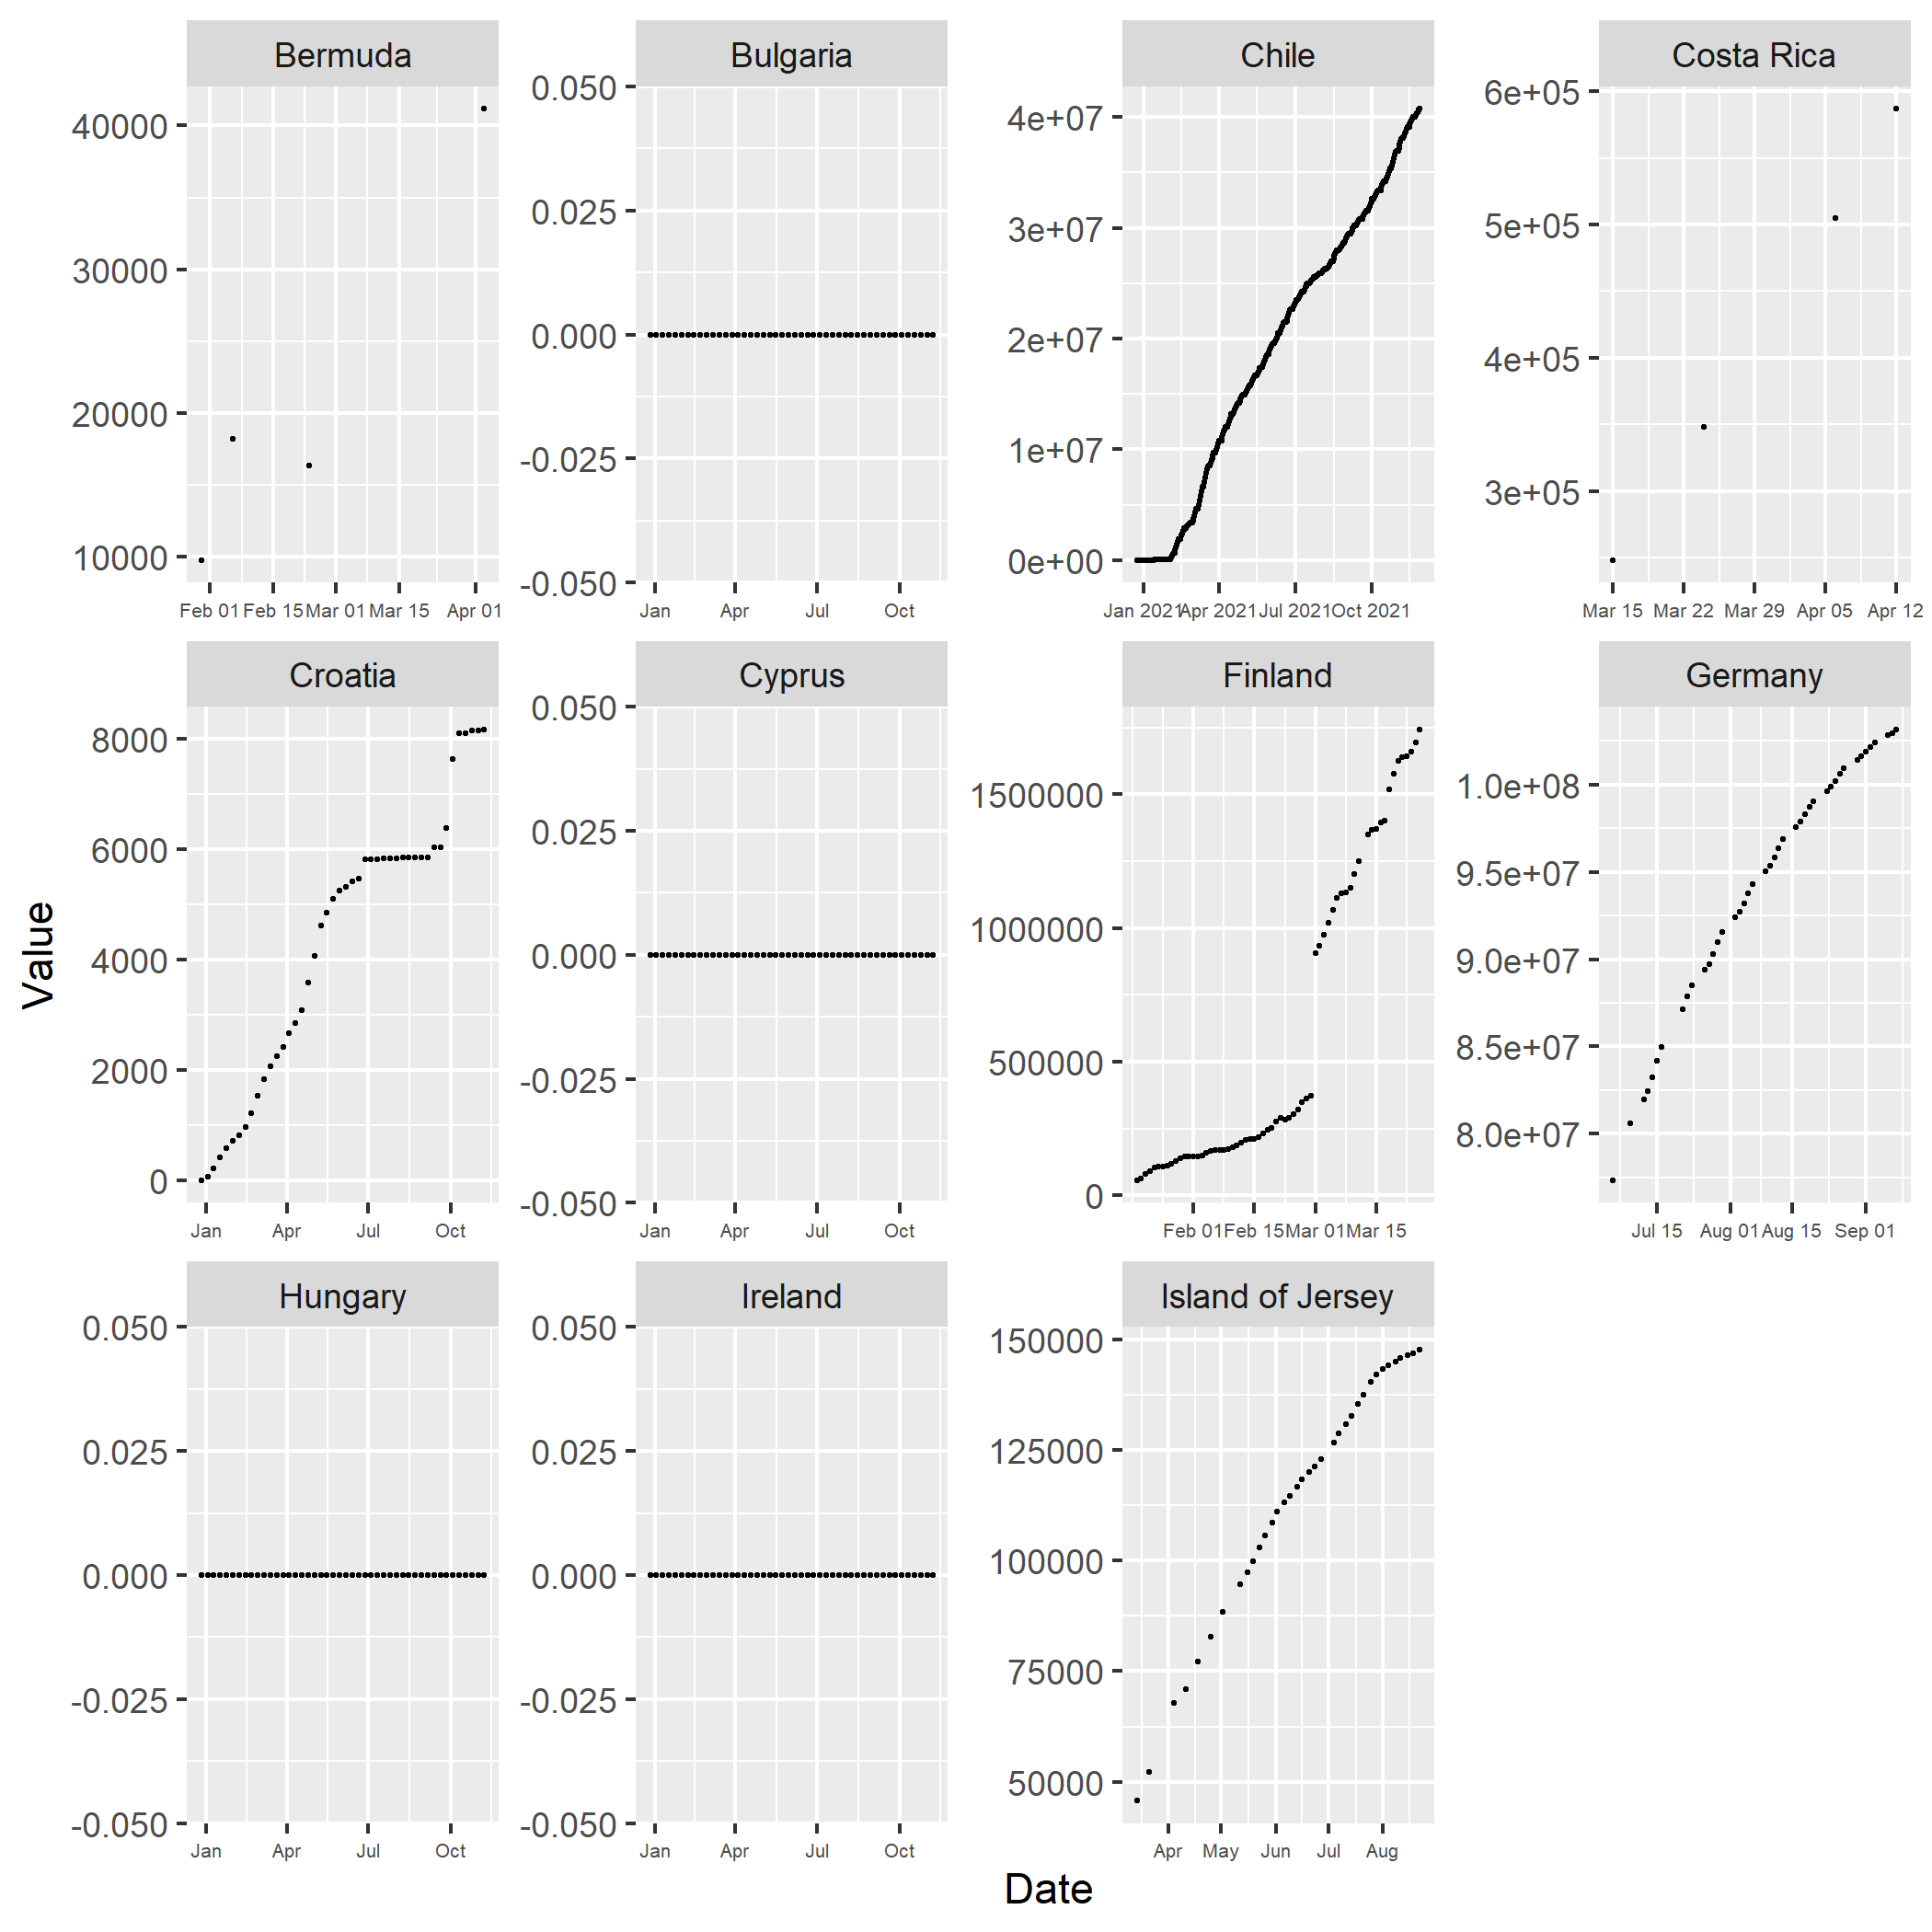 Bermuda
Bulgaria
Chile
Costa Rica
40000
30000
20000
10000
Feb 01 Feb 15 Mar 01 Mar 15 Apr 01
0.050
0.025
0.000
-0.025
-0.050
Jan Apr Jul Oct
4e+07
3e+07
2e+07
1e+07
0e+00
Jan 2021 Apr 2021 Jul 2021 Oct 2021
6e+05
5e+05
4e+05
3e+05
Mar 15 Mar 22 Mar 29 Apr 05 Apr 12
Croatia
Cyprus
Finland
Germany
8000
6000
4000
2000
0
Jan Apr Jul Oct
0.050
0.025
0.000
-0.025
-0.050
Jan Apr Jul Oct
1500000
1000000
500000
0
Feb 01 Feb 15 Mar 01 Mar 15
1.0e+08
9.5e+07
9.0e+07
8.5e+07
8.0e+07
Jul 15 Aug 01 Aug 15 Sep 01
Hungary
Ireland
Island of Jersey
0.050
0.025
0.000
-0.025
-0.050
Jan Apr Jul Oct
0.050
0.025
0.000
-0.025
-0.050
Jan Apr Jul Oct
150000
125000
100000
75000
50000
Apr May Jun Jul Aug
Value
Date